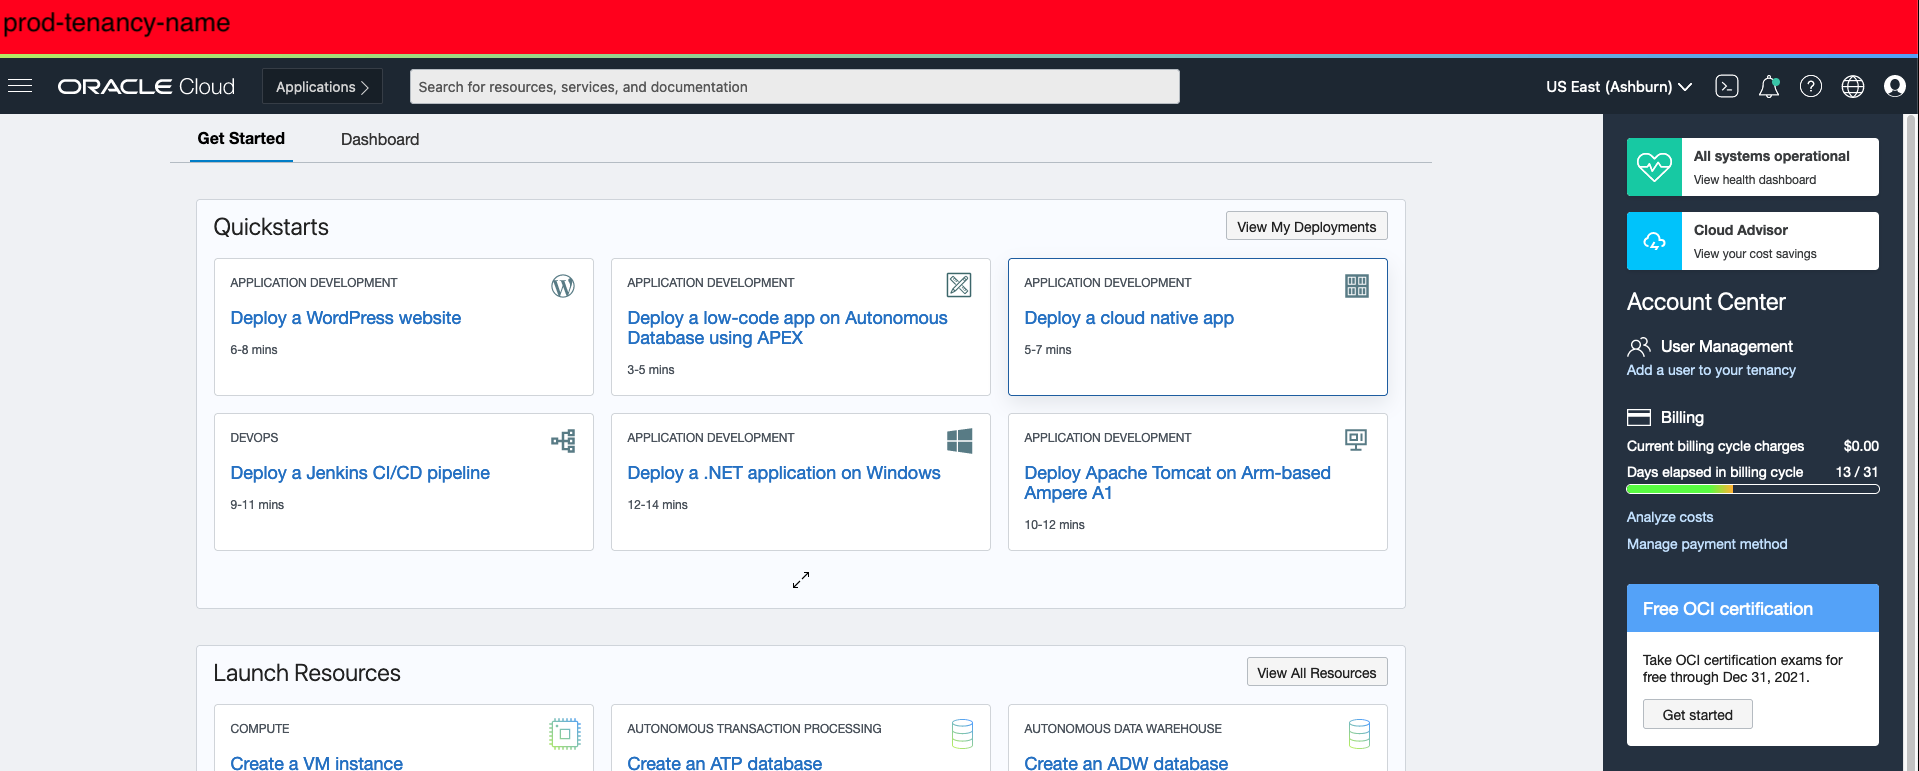 prod-tenancy-name
ORACLE Cloud
Applications
Search for resources, services, and documentation
US East (Ashburn)
Get Started
Dashboard
Quickstarts
View My Deployments
APPLICATION DEVELOPMENT
Deploy a WordPress website
6-8 mins
APPLICATION DEVELOPMENT
Deploy a low-code app on Autonomous
Database using APEX
3-5 mins
APPLICATION DEVELOPMENT
Deploy a cloud native app
5-7 mins
DEVOPS
Deploy a Jenkins CI/CD pipeline
9-11 mins
APPLICATION DEVELOPMENT
Deploy a .NET application on Windows
12-14 mins
APPLICATION DEVELOPMENT
Deploy Apache Tomcat on Arm-based
Ampere A1
10-12 mins
Launch Resources
View All Resources
COMPUTE
Create a VM instance
AUTONOMOUS TRANSACTION PROCESSING
Create an ATP database
AUTONOMOUS DATA WAREHOUSE
Create an ADW database
All systems operational
View health dashboard
Cloud Advisor
View your cost savings
Account Center
User Management
Add a user to your tenancy
Billing
Current billing cycle charges $0.00
Days elapsed in billing cycle 13 / 31
Analyze costs
Manage payment method
Free OCI certification
Take OCI certification exams for
free through Dec 31, 2021.
Get started